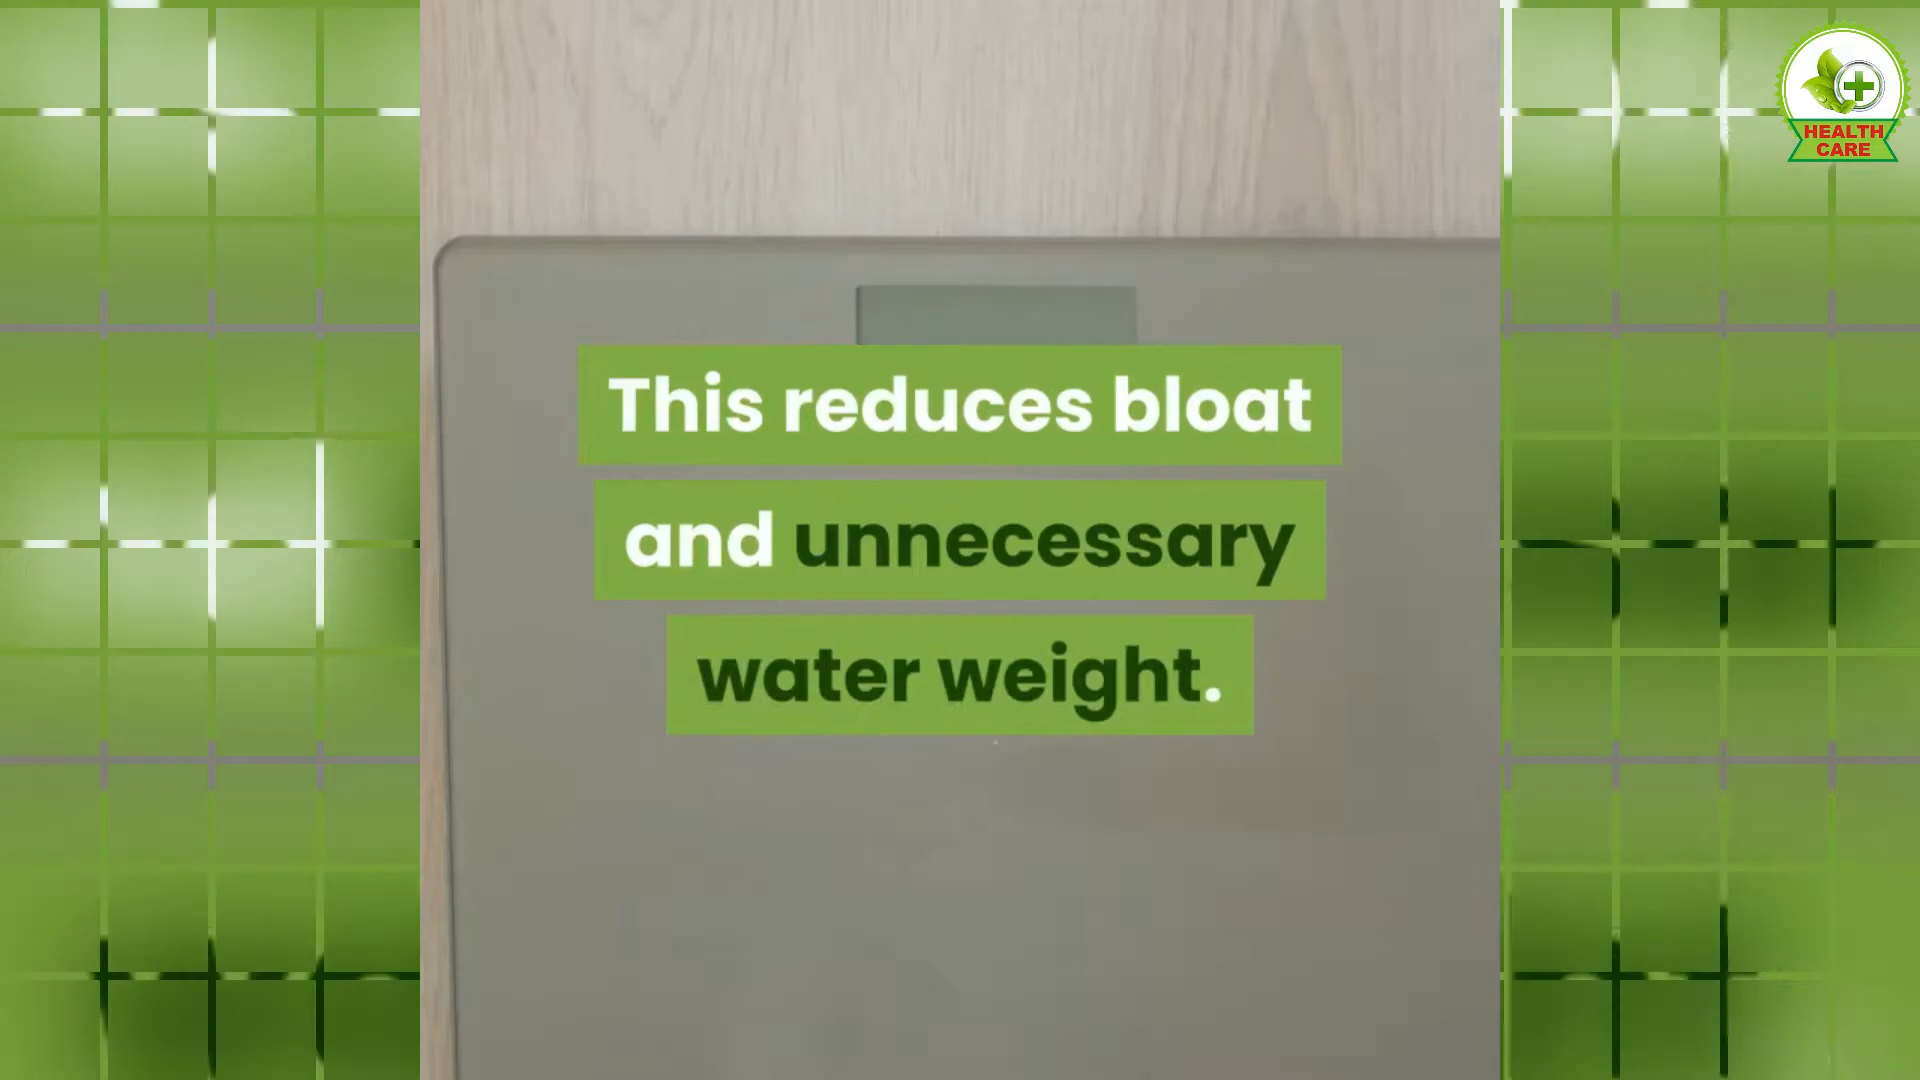 This reduces bloat
and unnecessary
water weight.
HEALTH
CARE